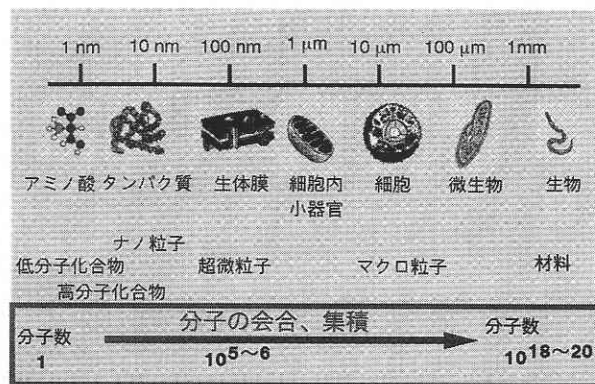 1 nm 10 nm 100 nm 1 μm 10 μm 100 μm 1mm
アミノ酸 タンパク質 生体膜 細胞内 細胞 微生物 生物
小器官
ナノ粒子
低分子化合物 超微粒子 マクロ粒子 材料
高分子化合物
分子の会合、集積
分子数 分子数
1 10^5〜6 10^18〜20